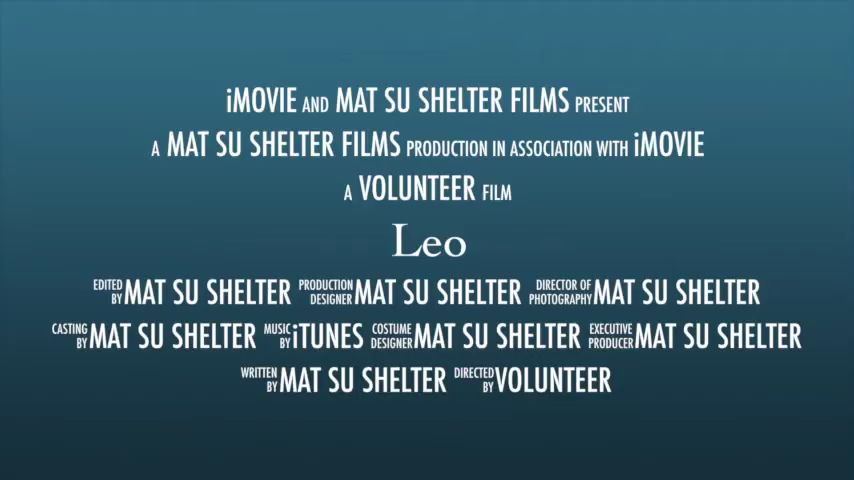 iMOVIE AND MAT SU SHELTER FILMS PRESENT
A MAT SU SHELTER FILMS PRODUCTION IN ASSOCIATION WITH iMOVIE
A VOLUNTEER FILM
Leo
EDITED BY MAT SU SHELTER PRODUCTION DESIGNER MAT SU SHELTER DIRECTOR OF PHOTOGRAPHY MAT SU SHELTER
CASTING BY MAT SU SHELTER MUSIC BY iTUNES COSTUME DESIGNER MAT SU SHELTER EXECUTIVE PRODUCER MAT SU SHELTER
WRITTEN BY MAT SU SHELTER DIRECTED BY VOLUNTEER